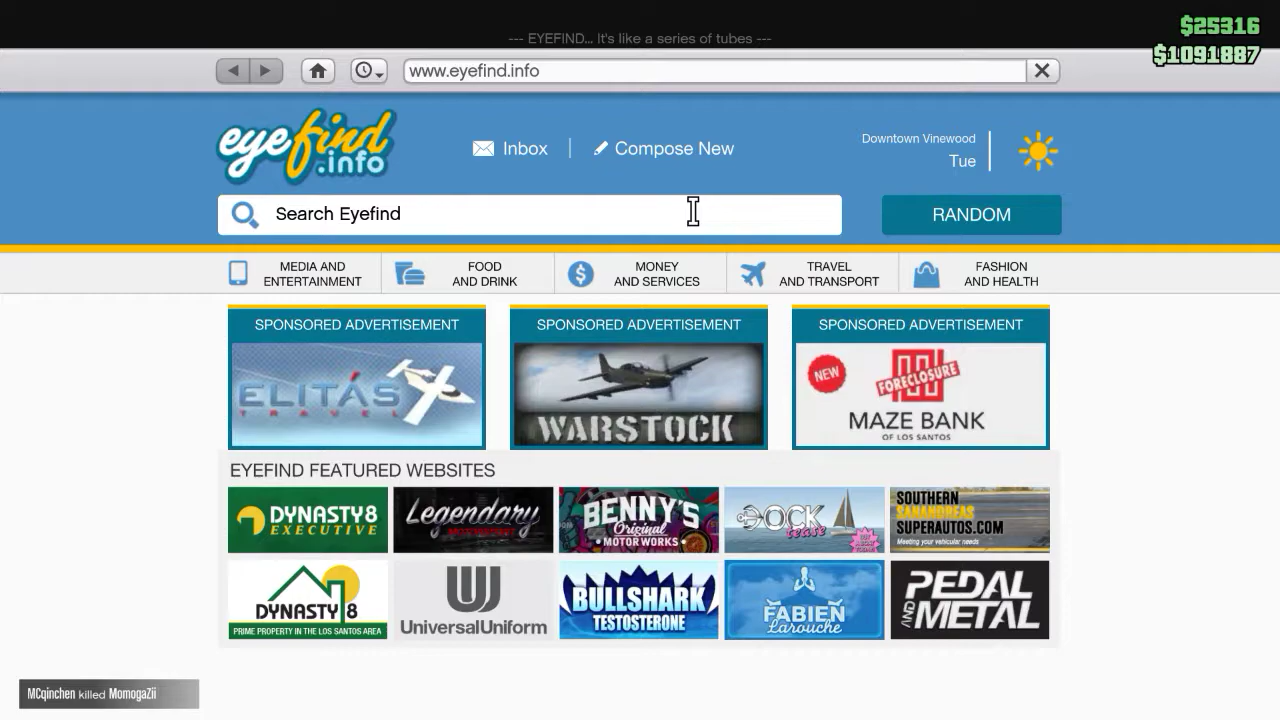 $25316
--- EYEFIND... It's like a series of tubes ---
$1091887
www.eyefind.info
eyefind
.info
Inbox
Compose New
Downtown Vinewood
Tue
Search Eyefind
RANDOM
MEDIA AND
ENTERTAINMENT
FOOD
AND DRINK
MONEY
AND SERVICES
TRAVEL
AND TRANSPORT
FASHION
AND HEALTH
SPONSORED ADVERTISEMENT
SPONSORED ADVERTISEMENT
SPONSORED ADVERTISEMENT
ELITÁS
TRAVEL
WARSTOCK
NEW
FORECLOSURE
MAZE BANK
OF LOS SANTOS
EYEFIND FEATURED WEBSITES
DYNASTY 8
EXECUTIVE
Legendary
MOTORSPORT
BENNY'S
Original
MOTORWORKS
DOCK
tease
SOUTHERN
SANANDREAS
SUPERAUTOS.COM
Meeting your vehicular needs
DYNASTY 8
PRIME PROPERTY IN THE LOS SANTOS AREA
UniversalUniform
BULLSHARK
TESTOSTERONE
FABIEN
Larouche
PEDAL
AND METAL
MCqinchen killed MomogaZii